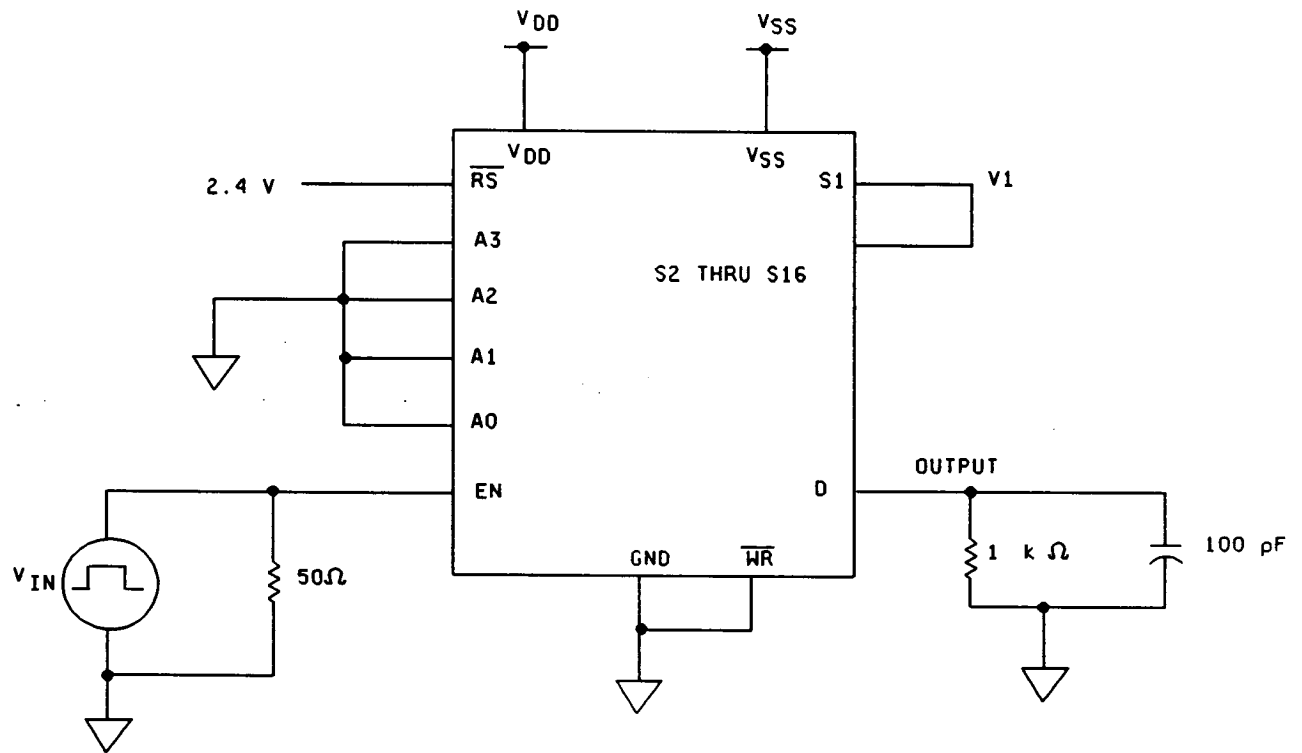 VDD
VSS
VDD
VSS
2.4 V
RS
S1
V1
A3
S2 THRU S16
A2
A1
A0
OUTPUT
EN
D
VIN
50Ω
GND
WR
1 kΩ
100 pF